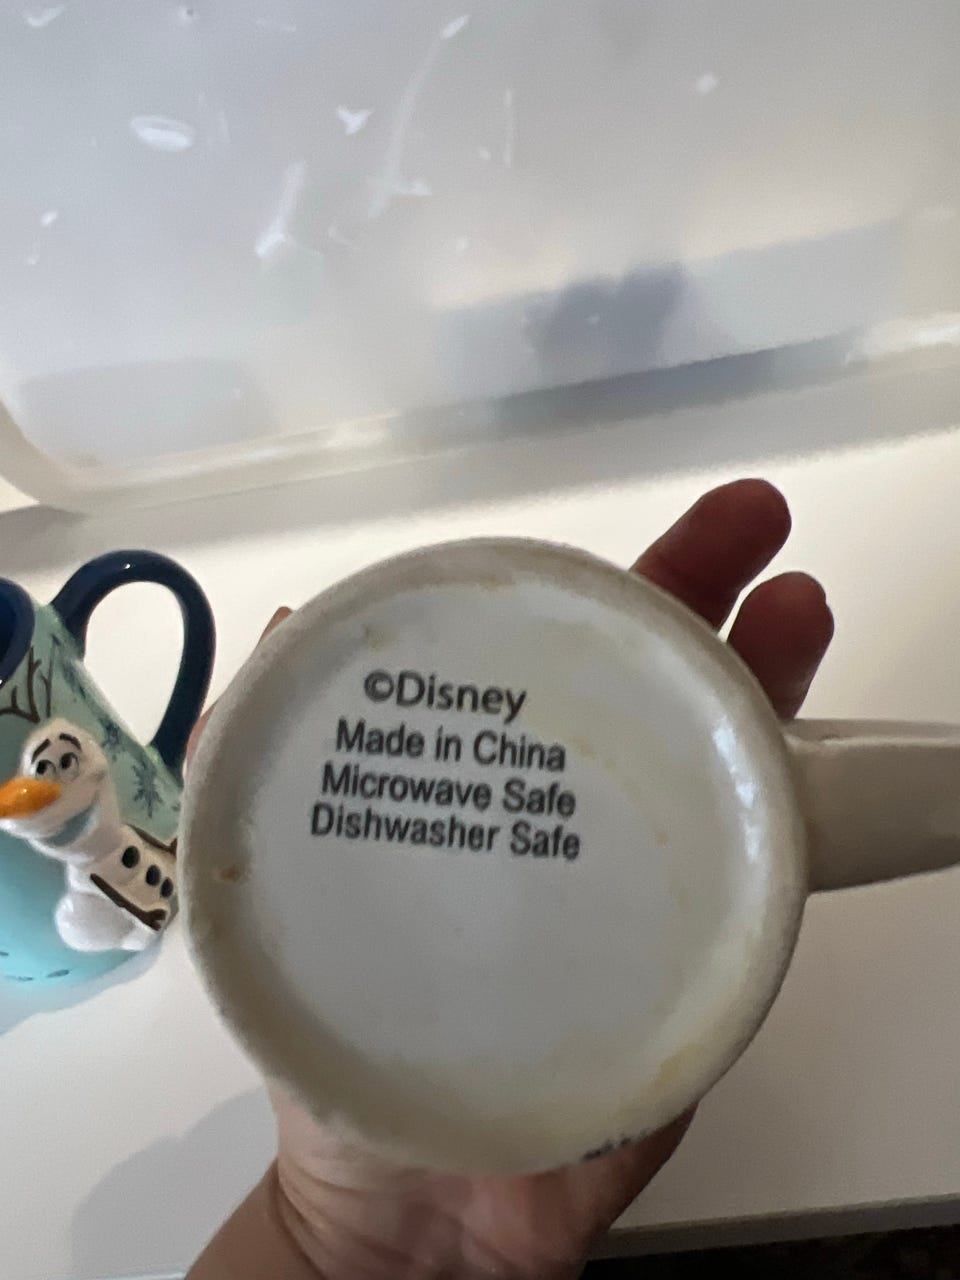 ©Disney
Made in China
Microwave Safe
Dishwasher Safe